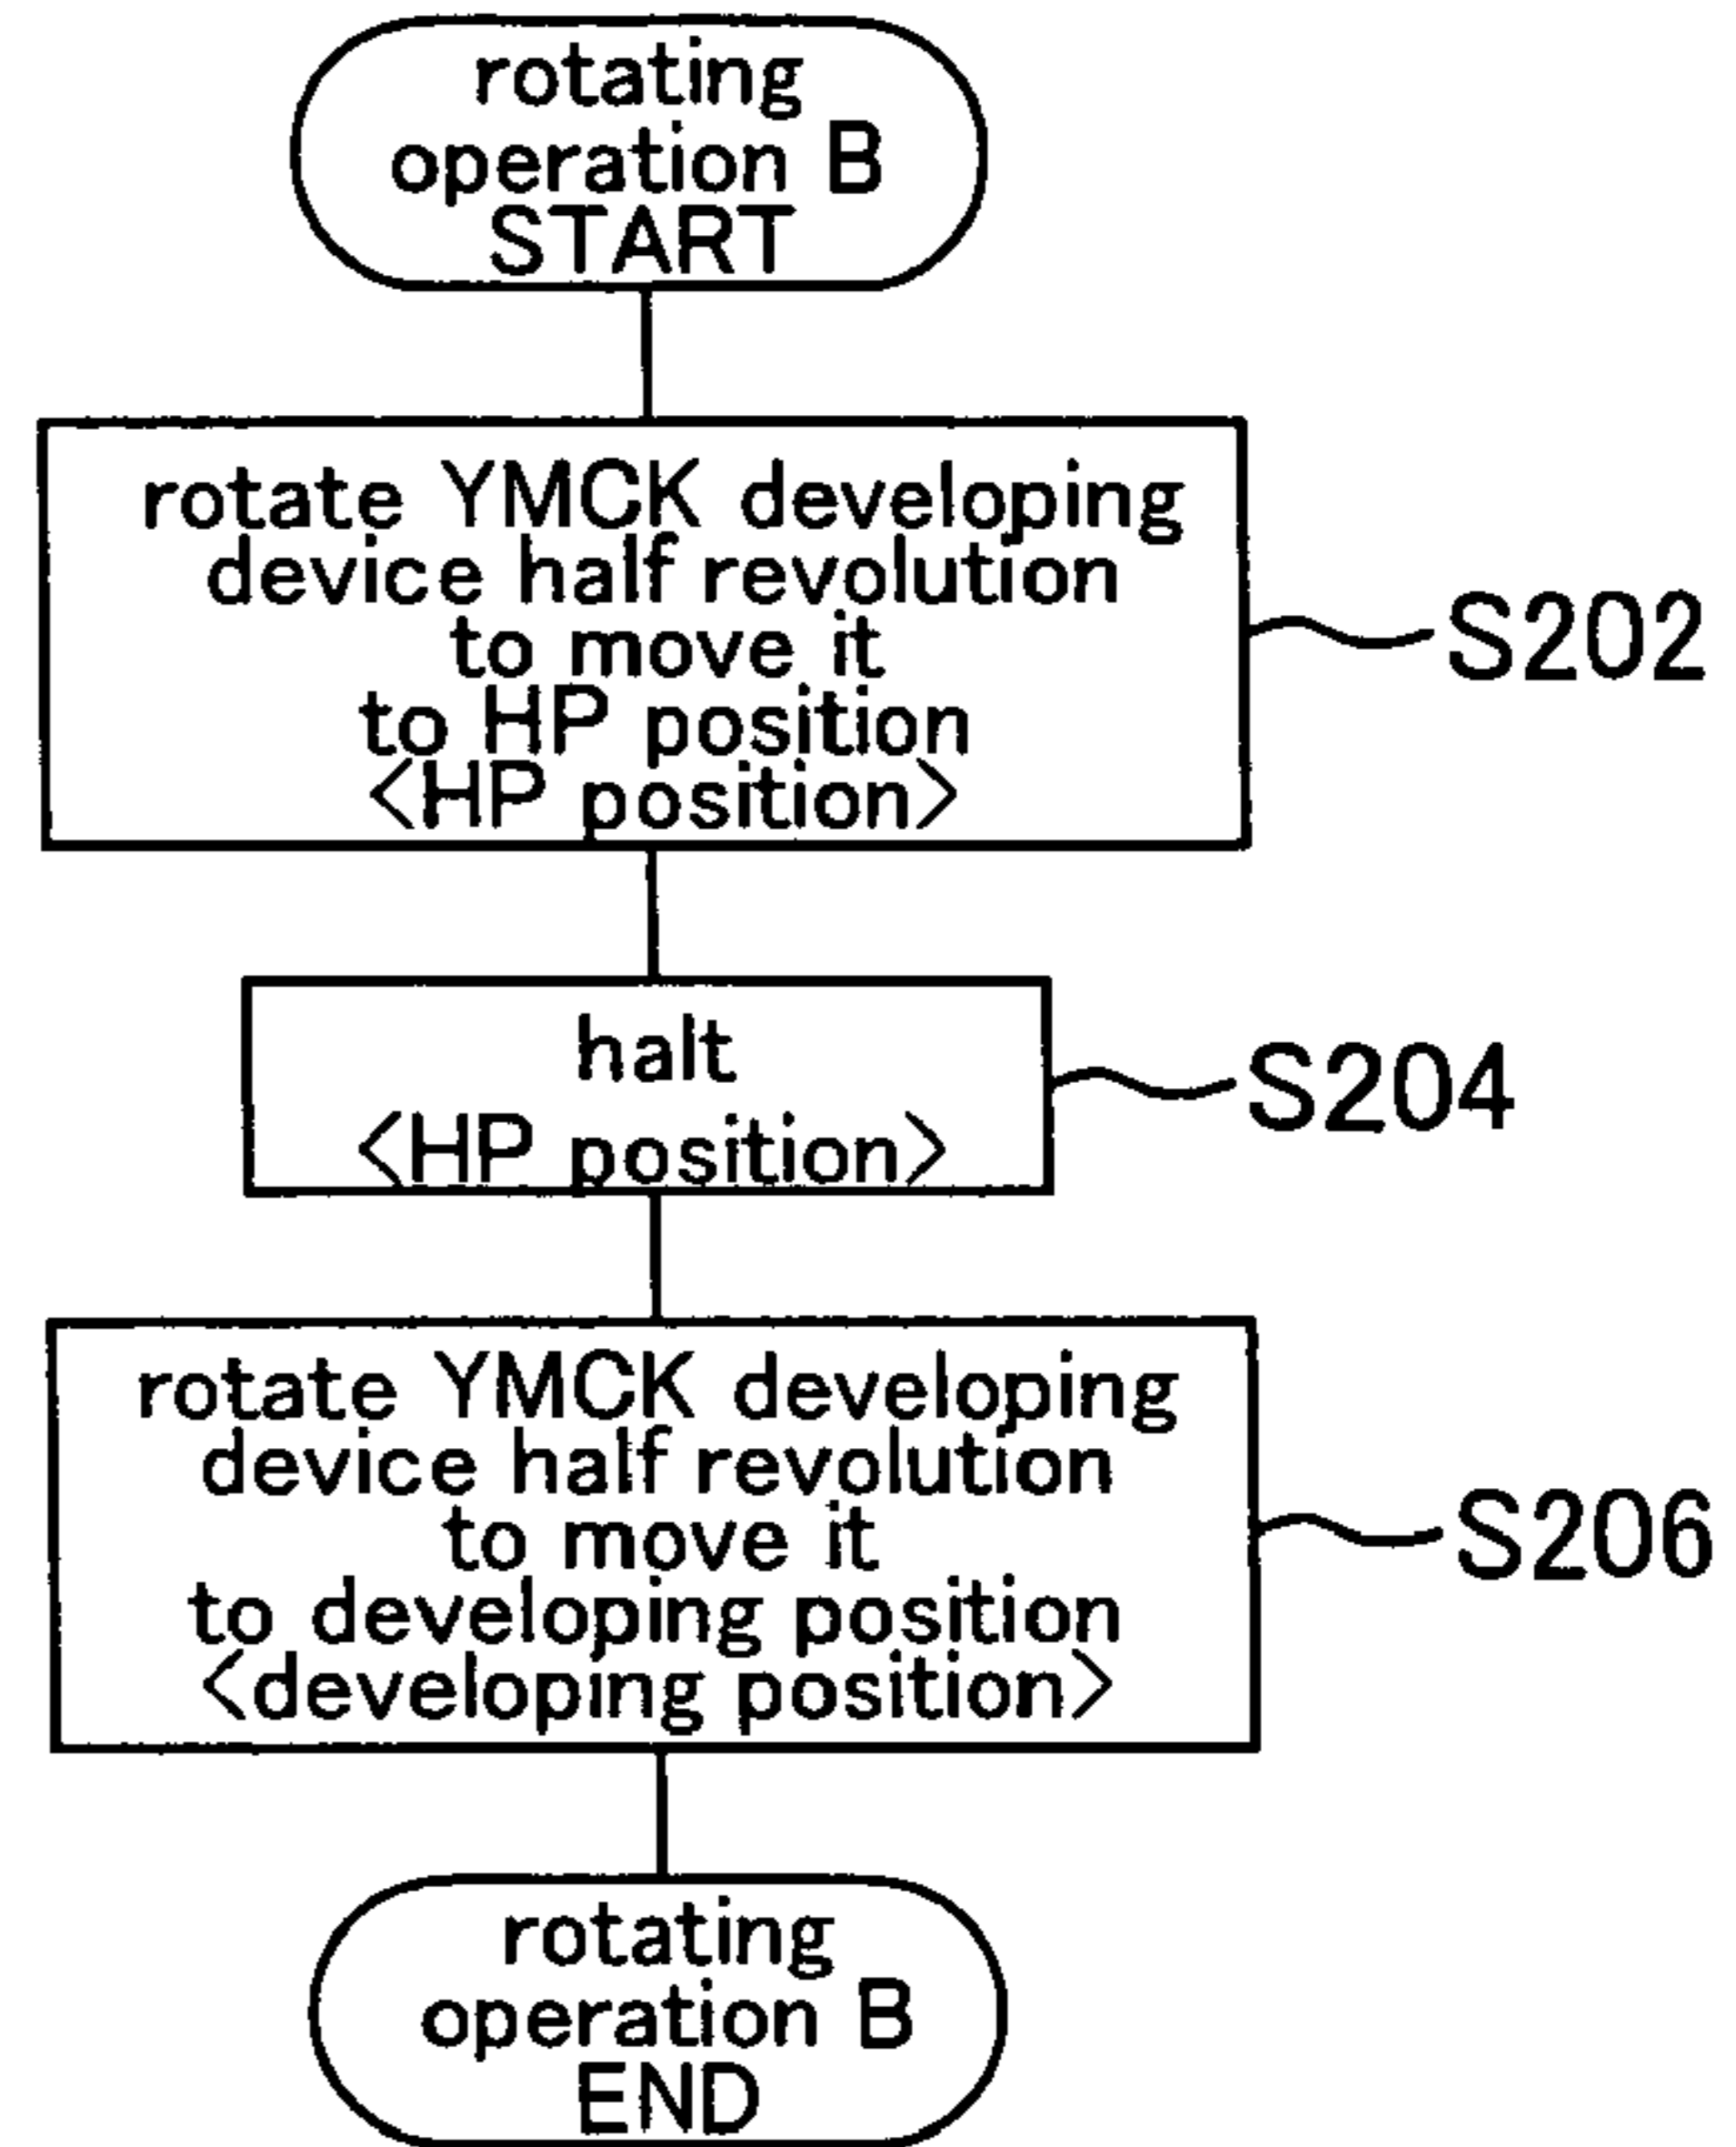 rotating
operation B
START
rotate YMCK developing
device half revolution
to move it
to HP position
<HP position>
S202
halt
<HP position>
S204
rotate YMCK developing
device half revolution
to move it
to developing position
<developing position>
S206
rotating
operation B
END